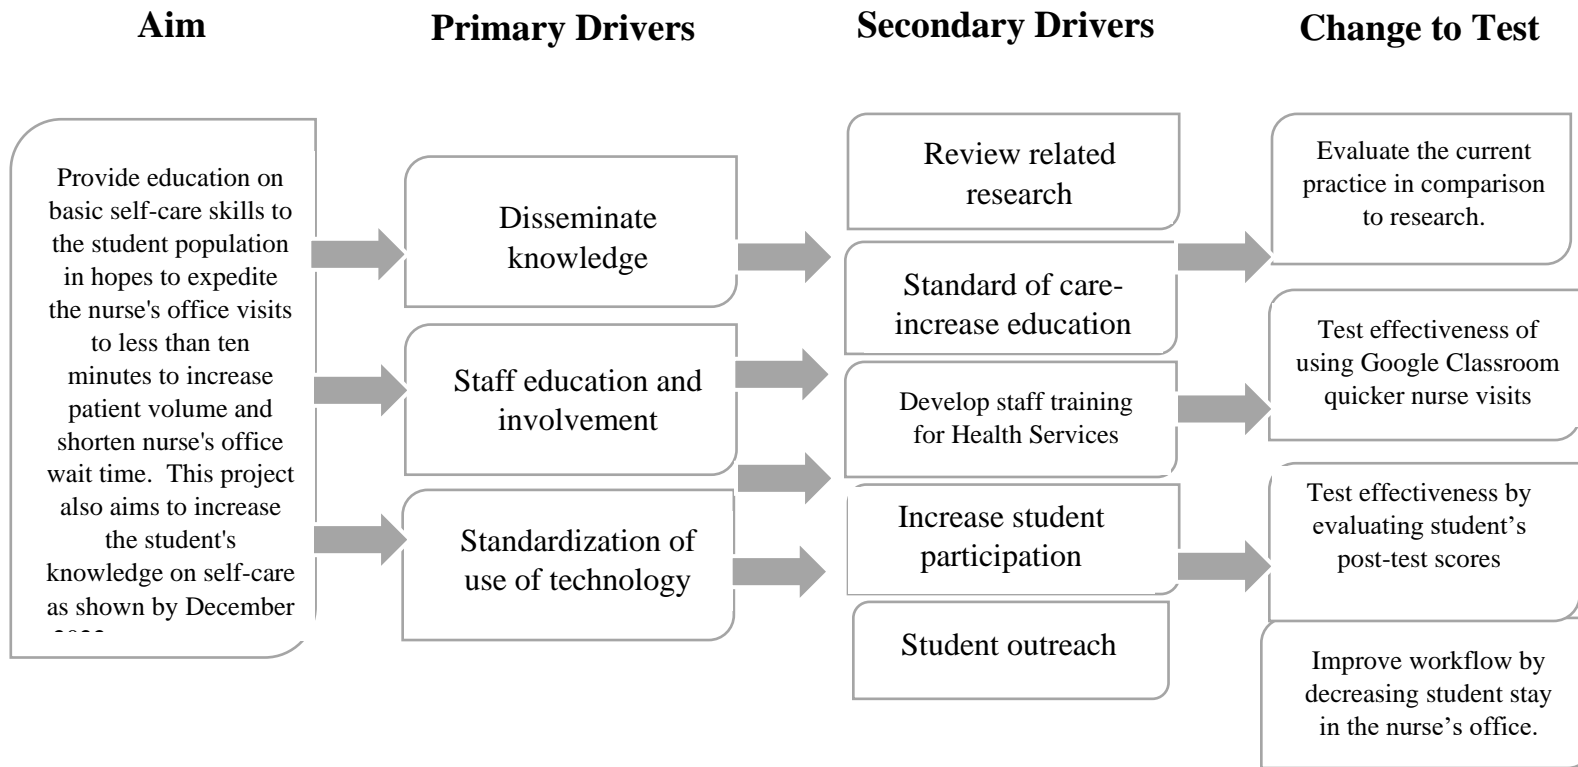 Aim
Primary Drivers
Secondary Drivers
Change to Test
Provide education on
basic self-care skills to
the student population
in hopes to expedite
the nurse's office visits
to less than ten
minutes to increase
patient volume and
shorten nurse's office
wait time.  This project
also aims to increase
the student's
knowledge on self-care
as shown by December
Disseminate
knowledge
Staff education and
involvement
Standardization of
use of technology
Review related
research
Standard of care-
increase education
Develop staff training
for Health Services
Increase student
participation
Student outreach
Evaluate the current
practice in comparison
to research.
Test effectiveness of
using Google Classroom
quicker nurse visits
Test effectiveness by
evaluating student’s
post-test scores
Improve workflow by
decreasing student stay
in the nurse’s office.